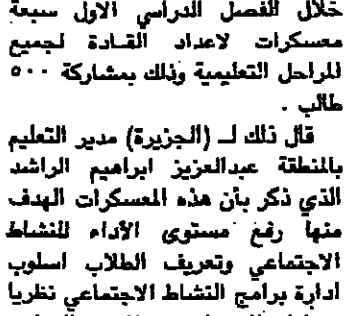 خلال الفصل الدراسي الاول سبعة
معسكرات لاعداد القادة لجميع
المراحل التعليمية وذلك بمشاركة ٥٠٠
طالب .
قال ذلك لـ (الجزيرة) مدير التعليم
بالمنطقة عبدالعزيز ابراهيم الراشد
الذي ذكر بأن هذه المعسكرات الهدف
منها رفع مستوى الأداء للنشاط
الاجتماعي وتعريف الطلاب اسلوب
ادارة برامج النشاط الاجتماعي نظريا